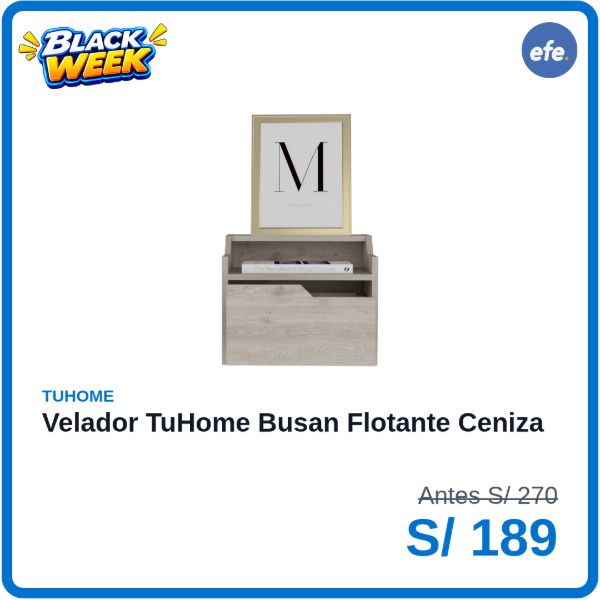 BLACK
WEEK
efe.
M
TUHOME
Velador TuHome Busan Flotante Ceniza
Antes S/ 270
S/ 189